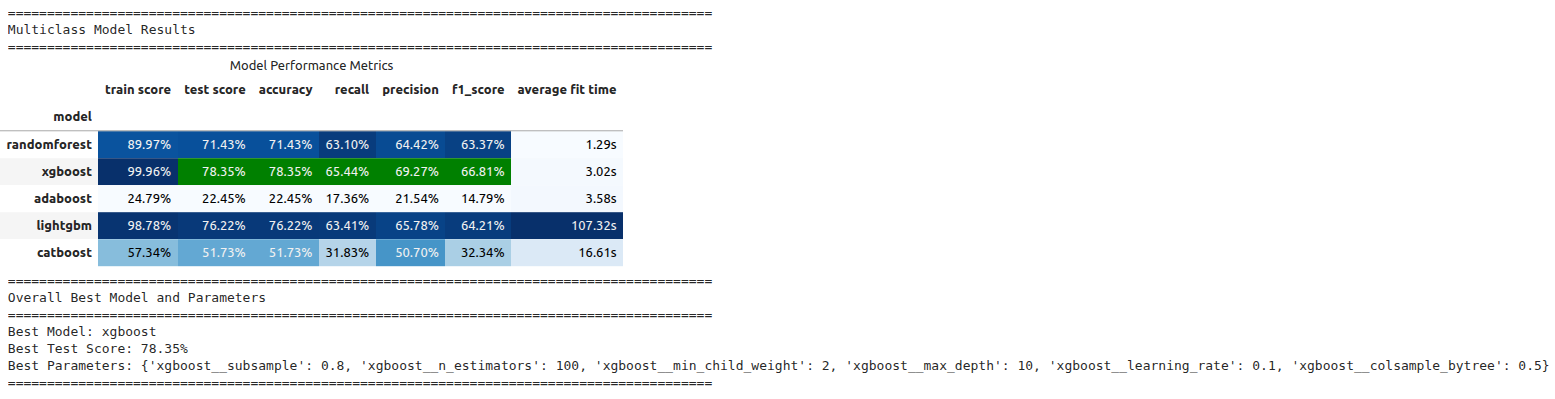 ==========================================================================================
Multiclass Model Results
==========================================================================================
Model Performance Metrics
train score test score accuracy recall precision f1_score average fit time
model
randomforest 89.97% 71.43% 71.43% 63.10% 64.42% 63.37% 1.29s
xgboost 99.96% 78.35% 78.35% 65.44% 69.27% 66.81% 3.02s
adaboost 24.79% 22.45% 22.45% 17.36% 21.54% 14.79% 3.58s
lightgbm 98.78% 76.22% 76.22% 63.41% 65.78% 64.21% 107.32s
catboost 57.34% 51.73% 51.73% 31.83% 50.70% 32.34% 16.61s
==========================================================================================
Overall Best Model and Parameters
==========================================================================================
Best Model: xgboost
Best Test Score: 78.35%
Best Parameters: {'xgboost__subsample': 0.8, 'xgboost__n_estimators': 100, 'xgboost__min_child_weight': 2, 'xgboost__max_depth': 10, 'xgboost__learning_rate': 0.1, 'xgboost__colsample_bytree': 0.5}
==========================================================================================